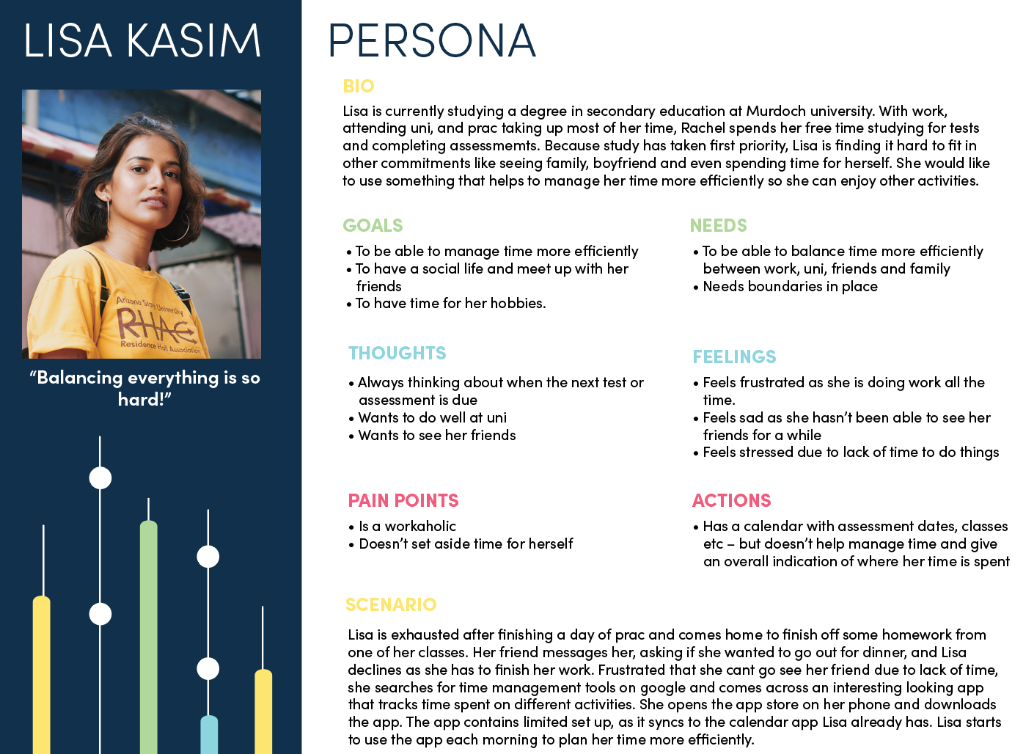 LISA KASIM
PERSONA
BIO
Lisa is currently studying a degree in secondary education at Murdoch university. With work,
attending uni, and prac taking up most of her time, Rachel spends her free time studying for tests
and completing assessmemts. Because study has taken first priority, Lisa is finding it hard to fit in
other commitments like seeing family, boyfriend and even spending time for herself. She would like
to use something that helps to manage her time more efficiently so she can enjoy other activities.
Arizona State University
RHA
Residence Hall Association
"Balancing everything is so
hard!"
GOALS
• To be able to manage time more efficiently
• To have a social life and meet up with her
friends
• To have time for her hobbies.
NEEDS
• To be able to balance time more efficiently
between work, uni, friends and family
• Needs boundaries in place
THOUGHTS
• Always thinking about when the next test or
assessment is due
• Wants to do well at uni
• Wants to see her friends
FEELINGS
• Feels frustrated as she is doing work all the
time.
• Feels sad as she hasn't been able to see her
friends for a while
• Feels stressed due to lack of time to do things
PAIN POINTS
• Is a workaholic
• Doesn't set aside time for herself
ACTIONS
• Has a calendar with assessment dates, classes
etc – but doesn't help manage time and give
an overall indication of where her time is spent
SCENARIO
Lisa is exhausted after finishing a day of prac and comes home to finish off some homework from
one of her classes. Her friend messages her, asking if she wanted to go out for dinner, and Lisa
declines as she has to finish her work. Frustrated that she cant go see her friend due to lack of time,
she searches for time management tools on google and comes across an interesting looking app
that tracks time spent on different activities. She opens the app store on her phone and downloads
the app. The app contains limited set up, as it syncs to the calendar app Lisa already has. Lisa starts
to use the app each morning to plan her time more efficiently.